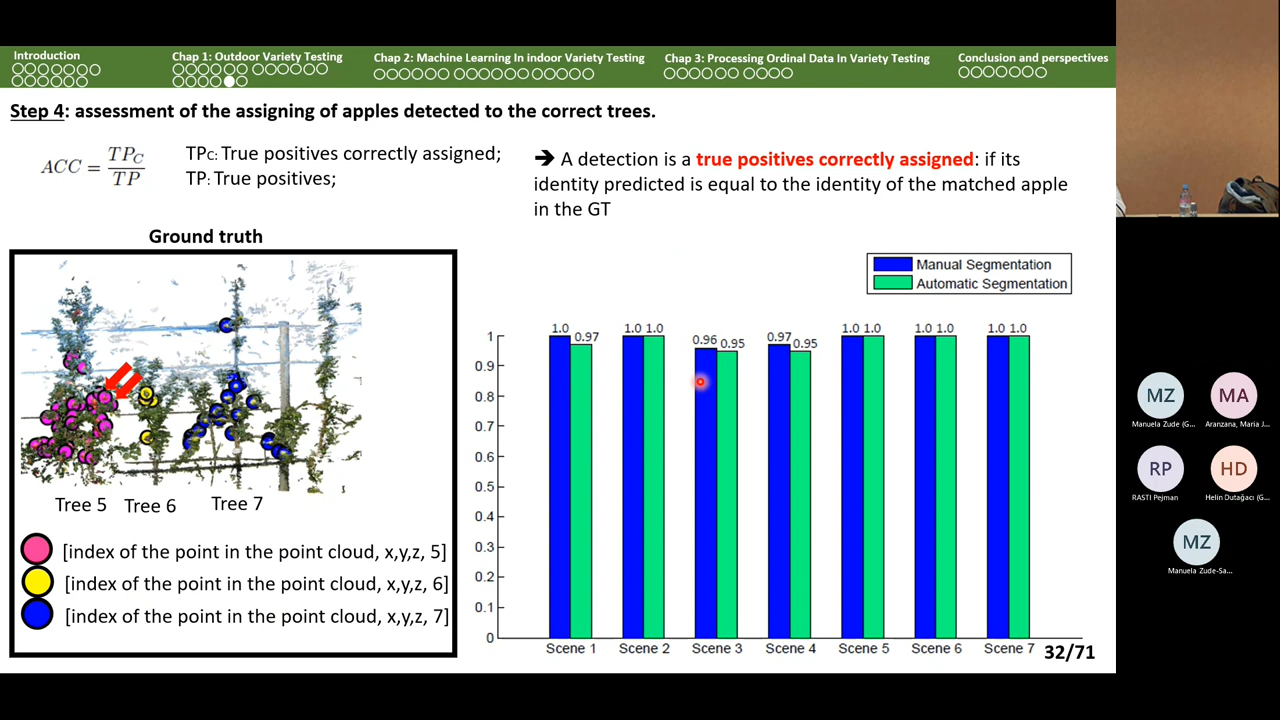 Introduction
Chap 1: Outdoor Variety Testing
Chap 2: Machine Learning In indoor Variety Testing
Chap 3: Processing Ordinal Data In Variety Testing
Conclusion and perspectives
Step 4: assessment of the assigning of apples detected to the correct trees.
ACC = TPC / TP
TPC: True positives correctly assigned;
TP: True positives;
➔ A detection is a true positives correctly assigned: if its
identity predicted is equal to the identity of the matched apple
in the GT
Ground truth
Tree 5
Tree 6
Tree 7
[index of the point in the point cloud, x,y,z, 5]
[index of the point in the point cloud, x,y,z, 6]
[index of the point in the point cloud, x,y,z, 7]
Manual Segmentation
Automatic Segmentation
1.0 0.97 1.0 1.0 0.96 0.95 0.97 0.95 1.0 1.0 1.0 1.0 1.0 1.0
1
0.9
0.8
0.7
0.6
0.5
0.4
0.3
0.2
0.1
0
Scene 1 Scene 2 Scene 3 Scene 4 Scene 5 Scene 6 Scene 7
32/71
MZ
Manuela Zude (G...
MA
Aranzana, Maria J...
RP
RASTI Pejman
HD
Helin Dutağacı (G...
MZ
Manuela Zude-Sa...